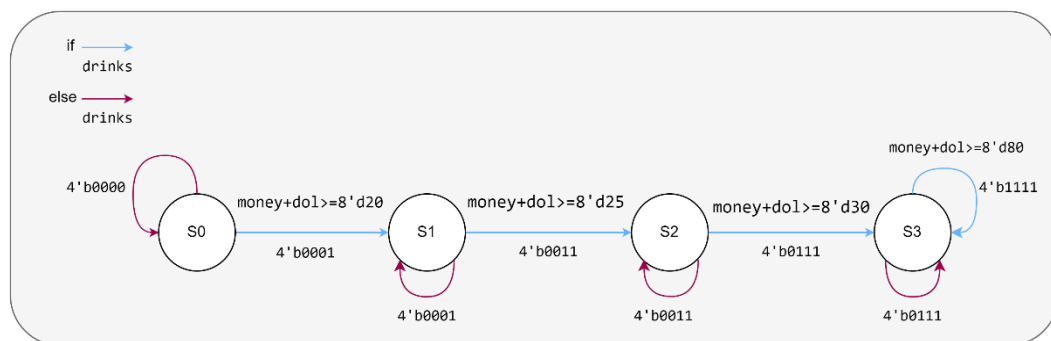 if
drinks
else
drinks
money+dol>=8'd80
4'b0000
4'b1111
money+dol>=8'd20
money+dol>=8'd25
money+dol>=8'd30
S0
S1
S2
S3
4'b0001
4'b0011
4'b0111
4'b0001
4'b0011
4'b0111